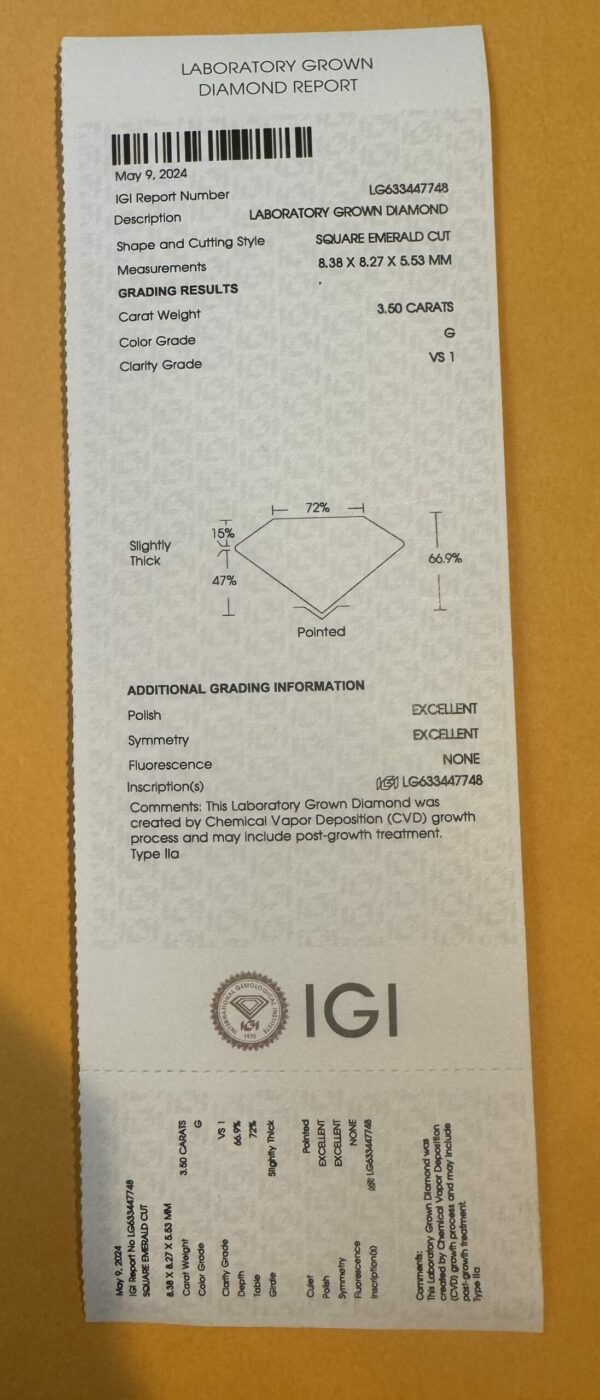 LABORATORY GROWN
DIAMOND REPORT
May 9, 2024
IGI Report Number LG633447748
Description LABORATORY GROWN DIAMOND
Shape and Cutting Style SQUARE EMERALD CUT
Measurements 8.38 X 8.27 X 5.53 MM
GRADING RESULTS
Carat Weight 3.50 CARATS
Color Grade G
Clarity Grade VS 1
72%
15%
Slightly
Thick
47%
66.9%
Pointed
ADDITIONAL GRADING INFORMATION
Polish EXCELLENT
Symmetry EXCELLENT
Fluorescence NONE
Inscription(s) IGI LG633447748
Comments: This Laboratory Grown Diamond was
created by Chemical Vapor Deposition (CVD) growth
process and may include post-growth treatment.
Type IIa
INTERNATIONAL GEMOLOGICAL INSTITUTE
IGI
1975
IGI
May 9, 2024
IGI Report No LG633447748
SQUARE EMERALD CUT
8.38 X 8.27 X 5.53 MM
Carat Weight 3.50 CARATS
Color Grade G
Clarity Grade VS 1
Depth 66.9%
Table 72%
Girdle Slightly Thick
Culet Pointed
Polish EXCELLENT
Symmetry EXCELLENT
Fluorescence NONE
Inscription(s) IGI LG633447748
Comments:
This Laboratory Grown Diamond was
created by Chemical Vapor Deposition
(CVD) growth process and may include
post-growth treatment.
Type IIa